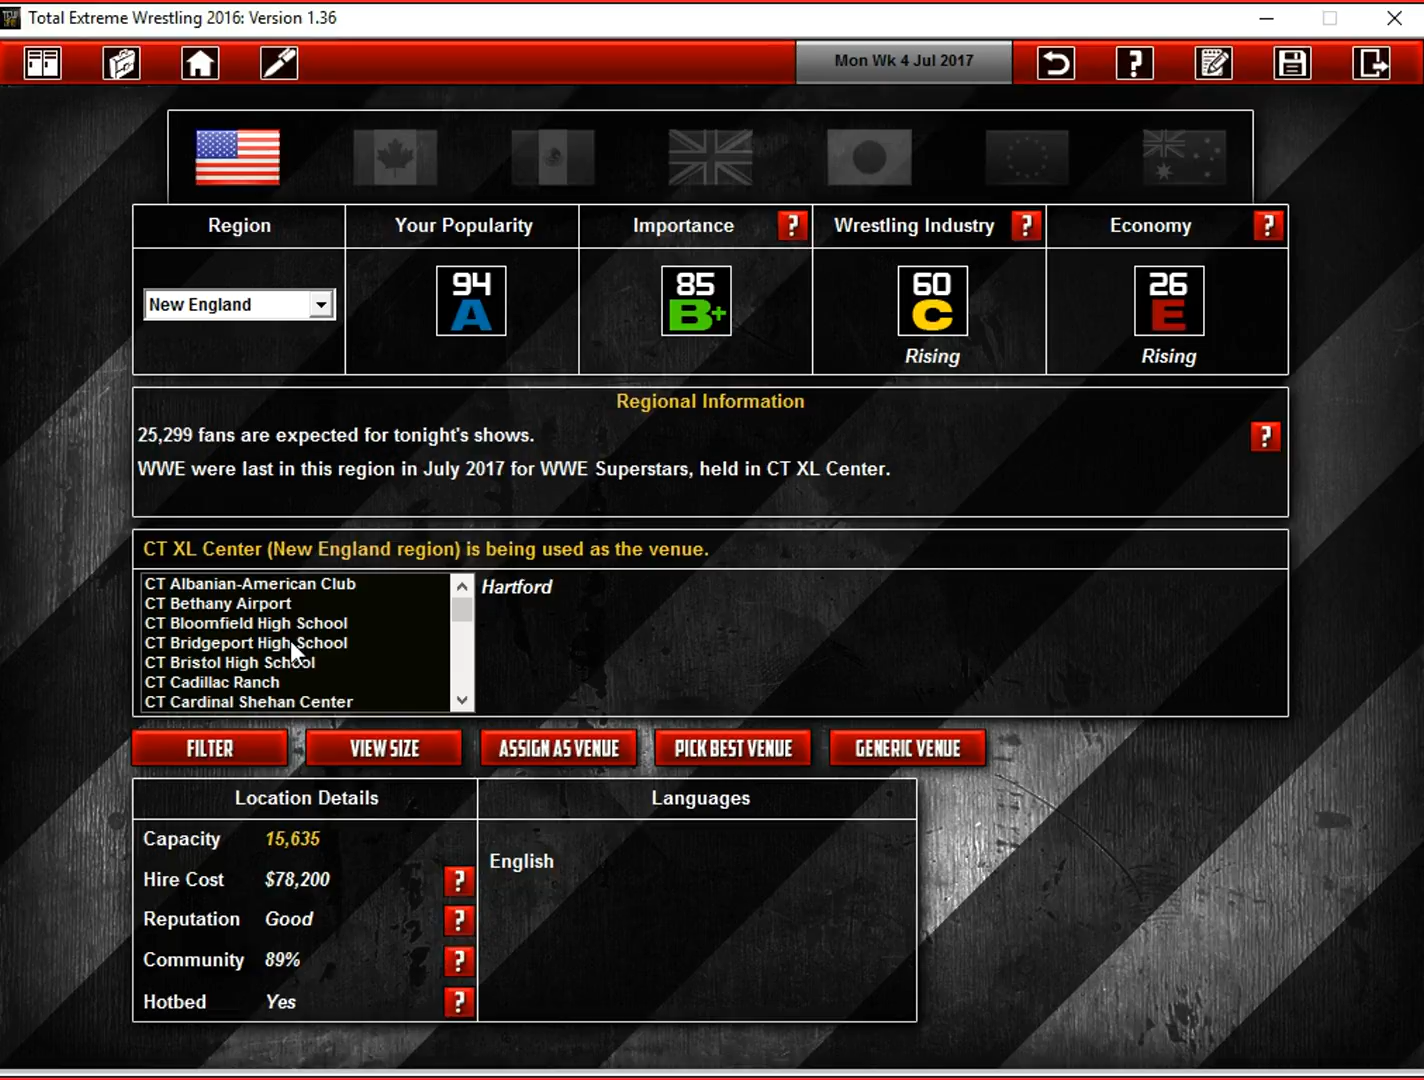 Total Extreme Wrestling 2016: Version 1.36
Mon Wk 4 Jul 2017
?
Region
Your Popularity
Importance ?
Wrestling Industry ?
Economy ?
New England
94
A
85
B+
60
C
Rising
26
E
Rising
Regional Information
25,299 fans are expected for tonight's shows.
?
WWE were last in this region in July 2017 for WWE Superstars, held in CT XL Center.
CT XL Center (New England region) is being used as the venue.
CT Albanian-American Club
CT Bethany Airport
CT Bloomfield High School
CT Bridgeport High School
CT Bristol High School
CT Cadillac Ranch
CT Cardinal Shehan Center
Hartford
FILTER
VIEW SIZE
ASSIGN AS VENUE
PICK BEST VENUE
GENERIC VENUE
Location Details
Languages
Capacity 15,635
Hire Cost $78,200 ?
Reputation Good ?
Community 89% ?
Hotbed Yes ?
English